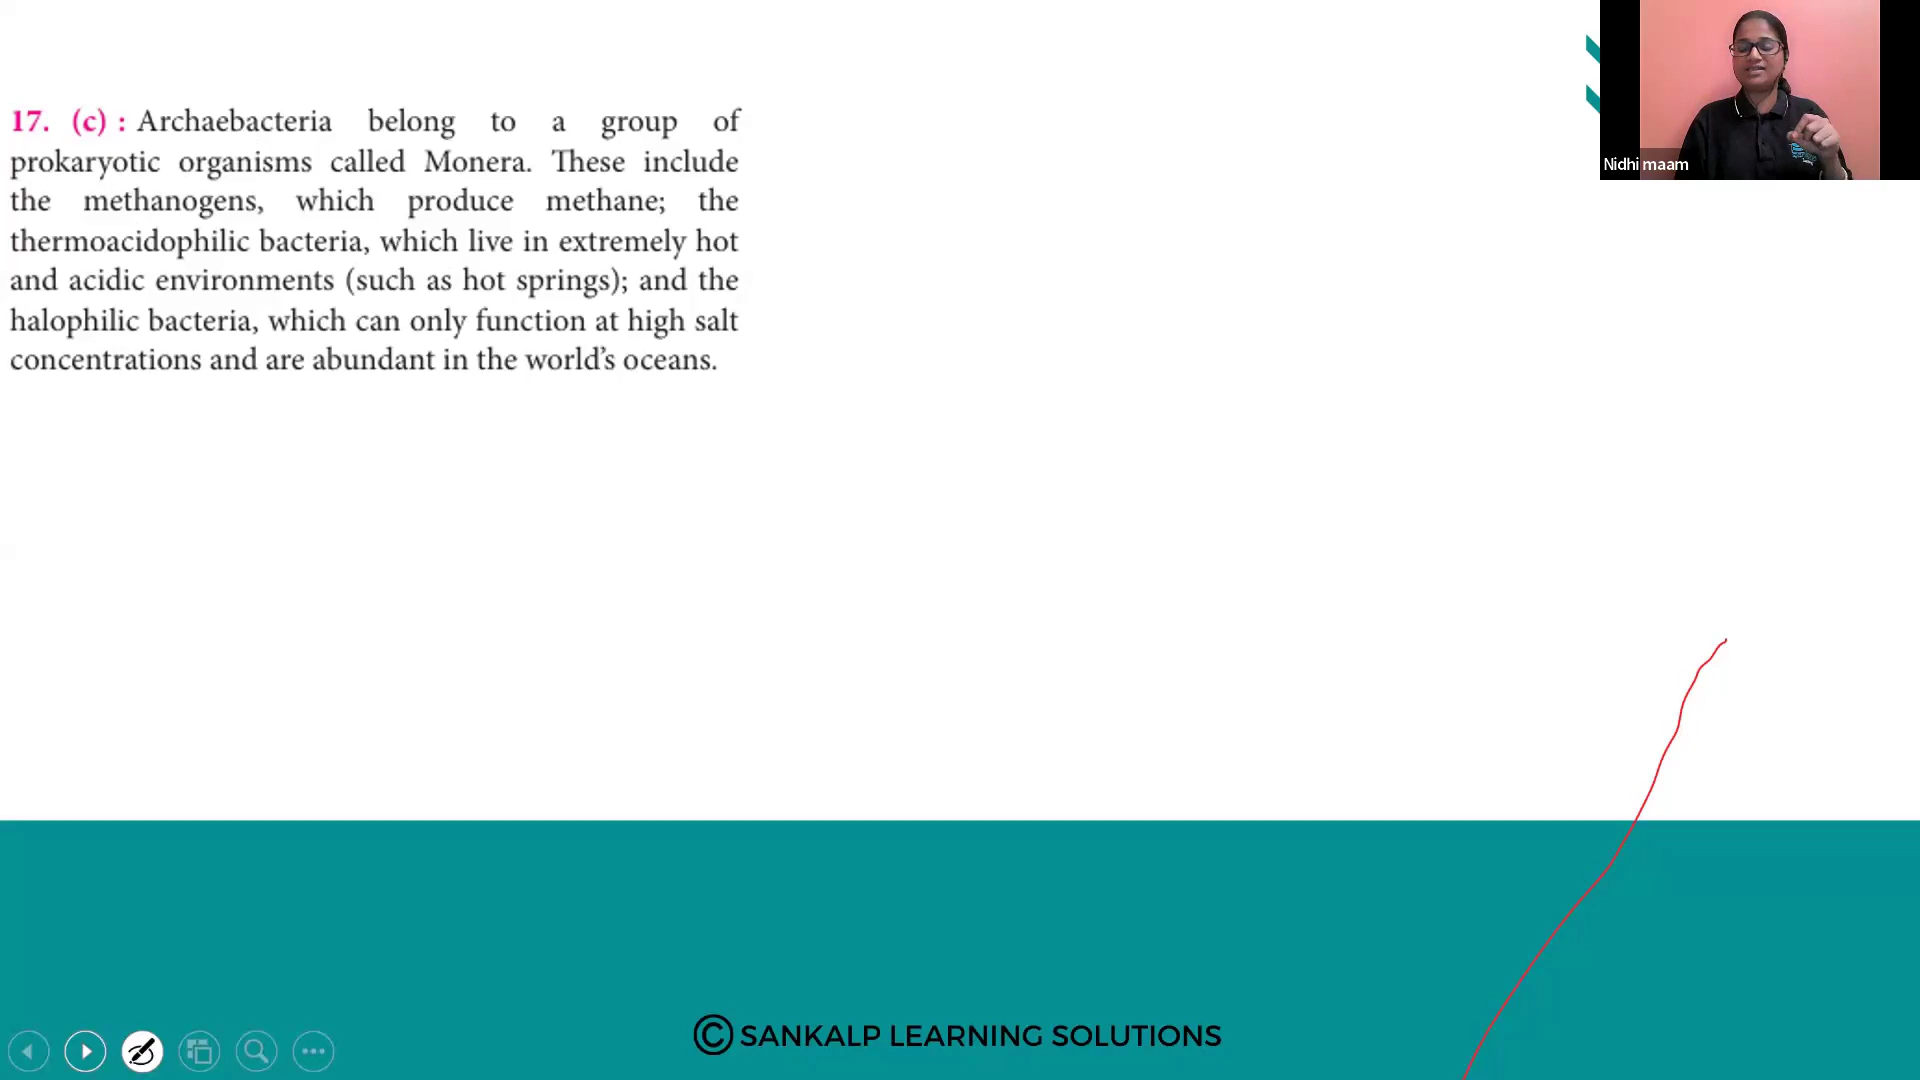 17. (c) : Archaebacteria belong to a group of
prokaryotic organisms called Monera. These include
the methanogens, which produce methane; the
thermoacidophilic bacteria, which live in extremely hot
and acidic environments (such as hot springs); and the
halophilic bacteria, which can only function at high salt
concentrations and are abundant in the world's oceans.
Nidhi maam
© SANKALP LEARNING SOLUTIONS